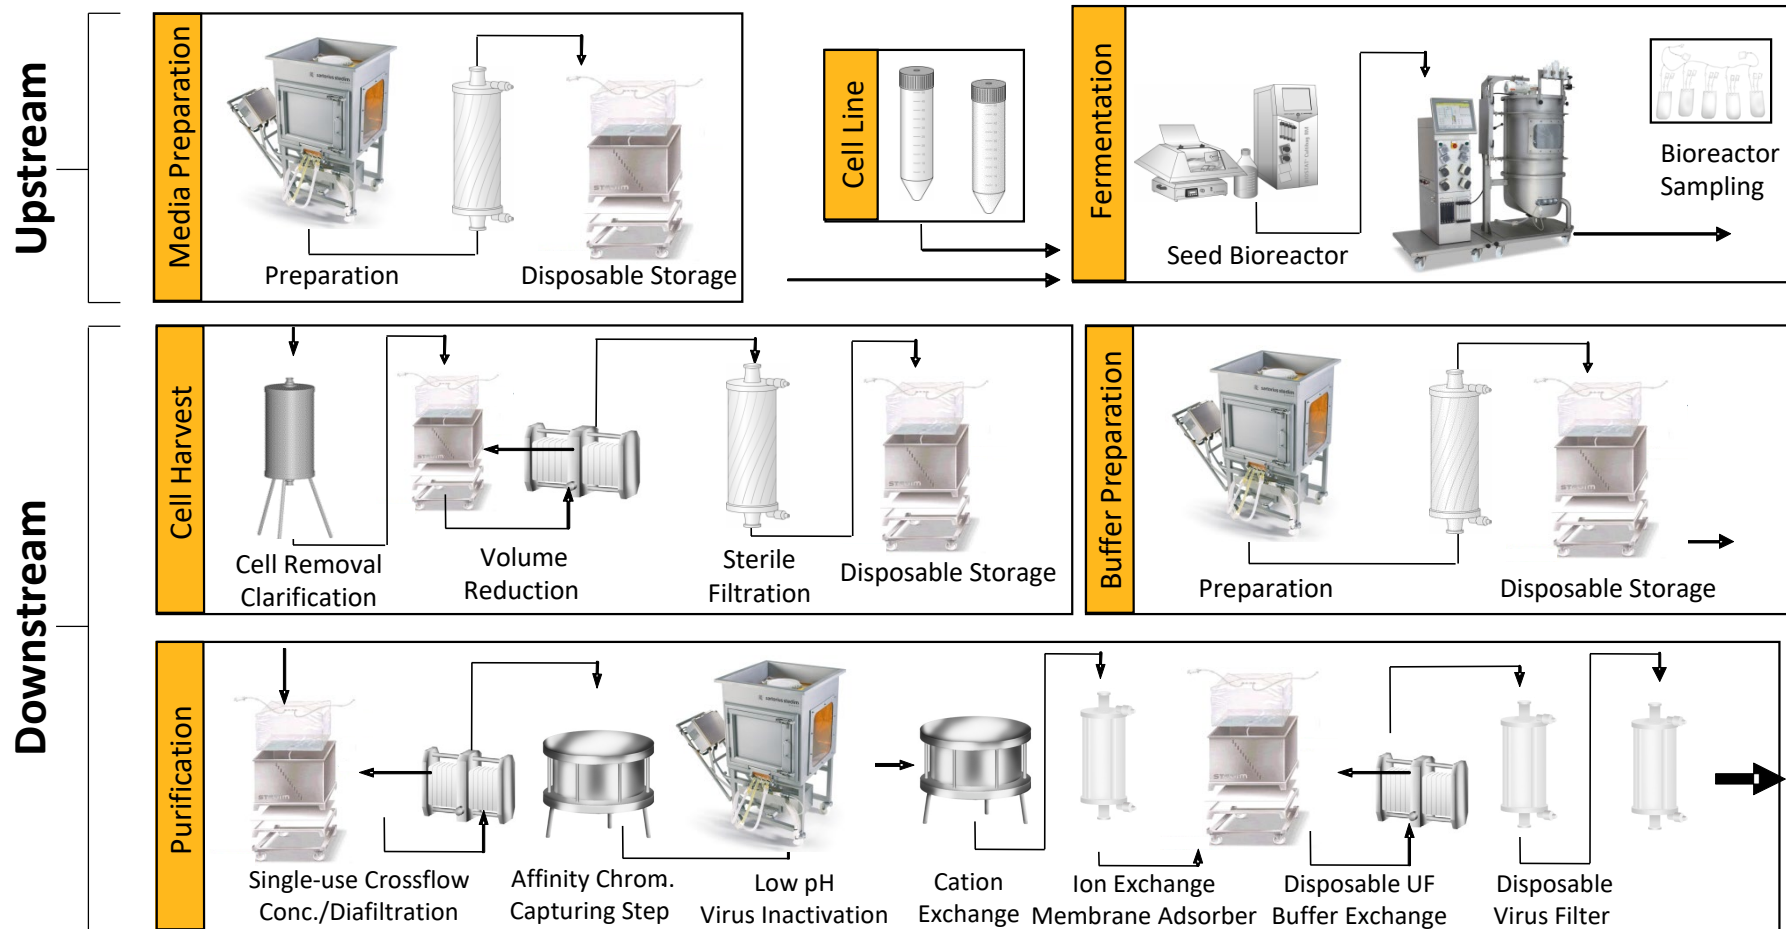 Upstream
Media Preparation
Preparation
Disposable Storage
Cell Line
Fermentation
Seed Bioreactor
Bioreactor
Sampling
Downstream
Cell Harvest
Cell Removal
Clarification
Volume
Reduction
Sterile
Filtration
Disposable Storage
Buffer Preparation
Preparation
Disposable Storage
Purification
Single-use Crossflow
Conc./Diafiltration
Affinity Chrom.
Capturing Step
Low pH
Virus Inactivation
Cation
Exchange
Ion Exchange
Membrane Adsorber
Disposable UF
Buffer Exchange
Disposable
Virus Filter